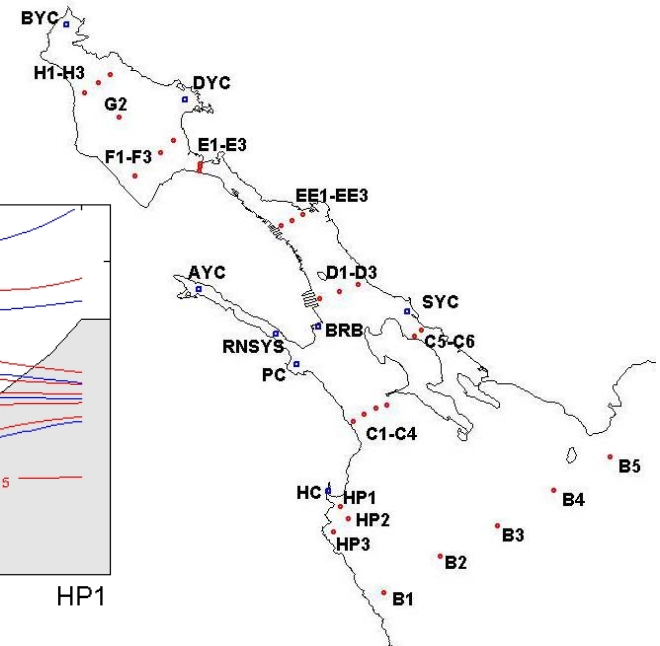 BYC
H1-H3
DYC
G2
E1-E3
F1-F3
EE1-EE3
AYC
D1-D3
SYC
BRB
RNSYS
C5-C6
PC
C1-C4
B5
5
HC
HP1
B4
HP2
B3
HP3
B2
HP1
B1